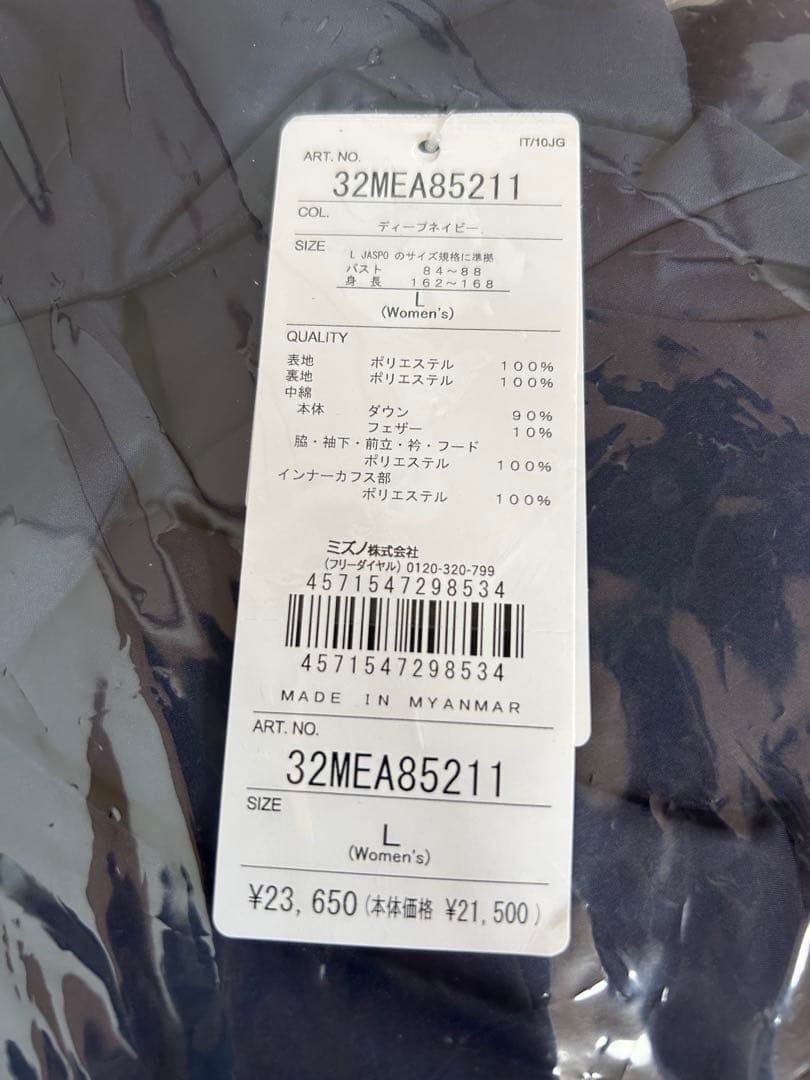 IT/10JG
ART. NO.
32MEA85211
COL.
ディープネイビー
SIZE
L JASPO のサイズ規格に準拠
バスト 84～88
身 長 162～168
L
(Women's)
QUALITY
表地 ポリエステル 100%
裏地 ポリエステル 100%
中綿
本体 ダウン 90%
フェザー 10%
脇・袖下・前立・衿・フード
ポリエステル 100%
インナーカフス部
ポリエステル 100%
ミズノ株式会社
(フリーダイヤル) 0120-320-799
4571547298534
4571547298534
MADE IN MYANMAR
ART. NO.
32MEA85211
SIZE
L
(Women's)
¥23,650(本体価格 ¥21,500)